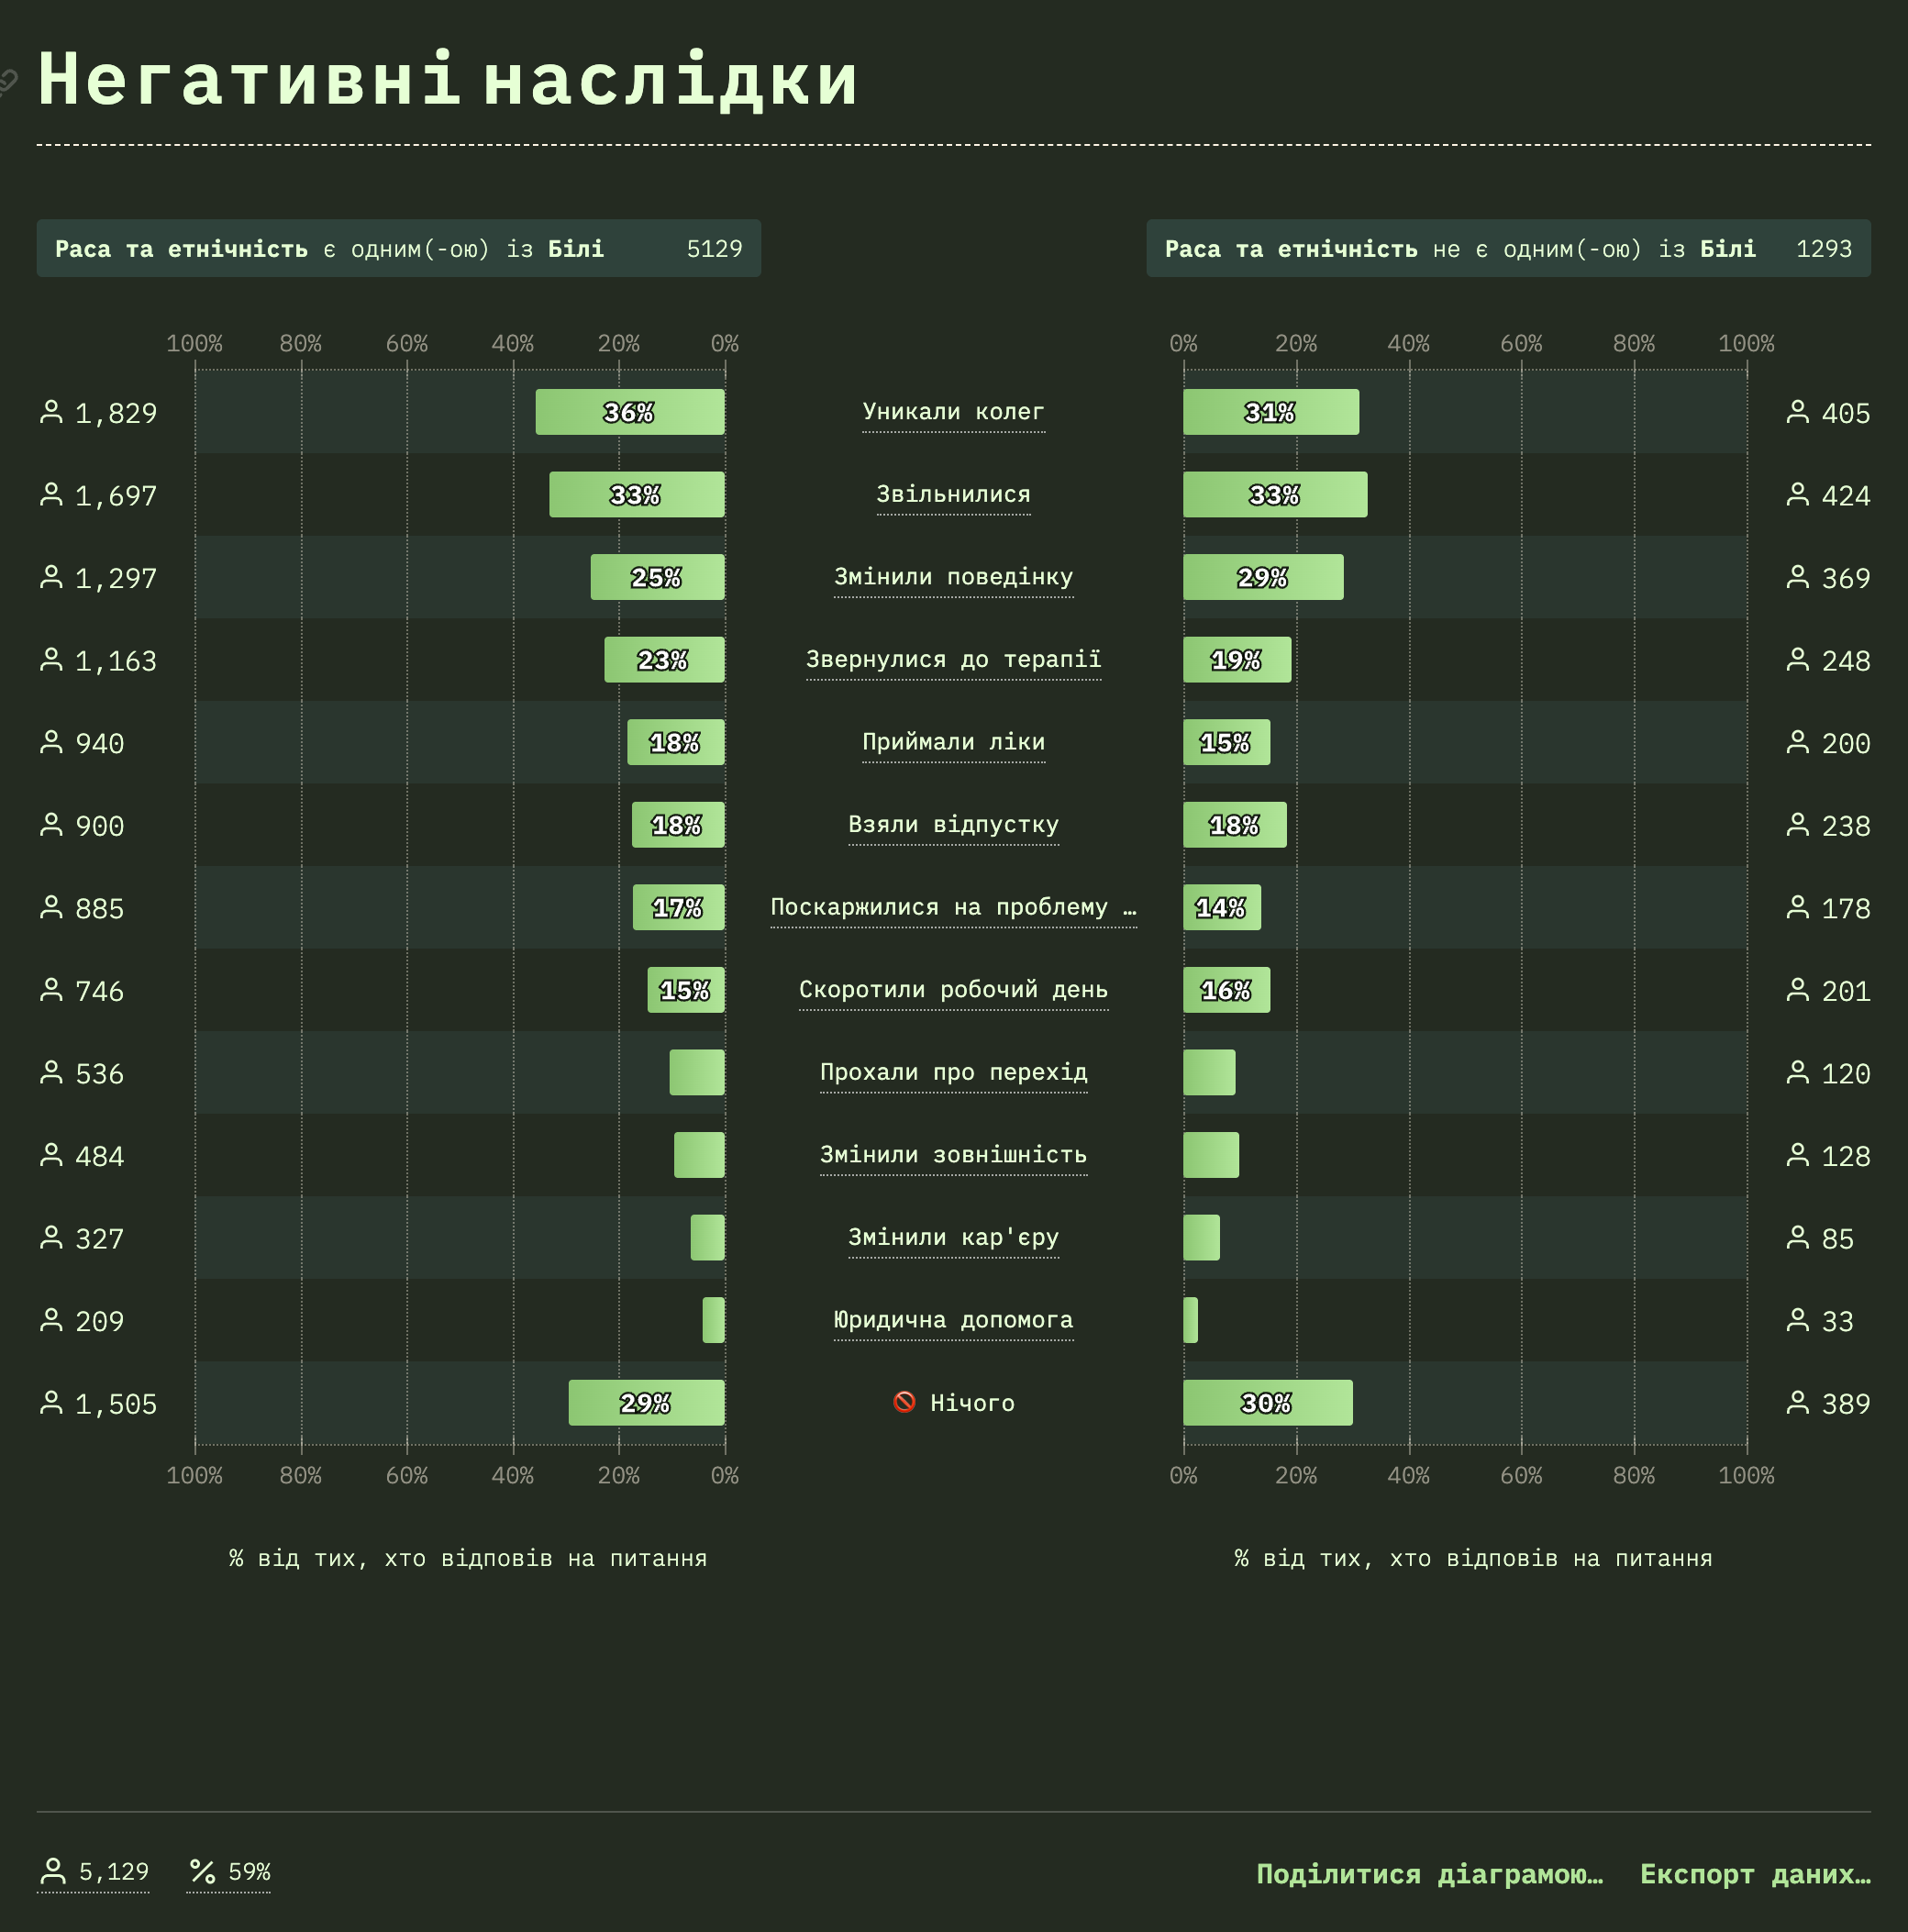 Негативні наслідки
Раса та етнічність є одним(-ою) із Білі 5129
Раса та етнічність не є одним(-ою) із Білі 1293
100% 80% 60% 40% 20% 0%
0% 20% 40% 60% 80% 100%
1,829 36% Уникали колег 31% 405
1,697 33% Звільнилися 33% 424
1,297 25% Змінили поведінку 29% 369
1,163 23% Звернулися до терапії 19% 248
940 18% Приймали ліки 15% 200
900 18% Взяли відпустку 18% 238
885 17% Поскаржилися на проблему … 14% 178
746 15% Скоротили робочий день 16% 201
536 Прохали про перехід 120
484 Змінили зовнішність 128
327 Змінили кар'єру 85
209 Юридична допомога 33
1,505 29% Нічого 30% 389
100% 80% 60% 40% 20% 0%
0% 20% 40% 60% 80% 100%
% від тих, хто відповів на питання
% від тих, хто відповів на питання
5,129 % 59%
Поділитися діаграмою… Експорт даних…